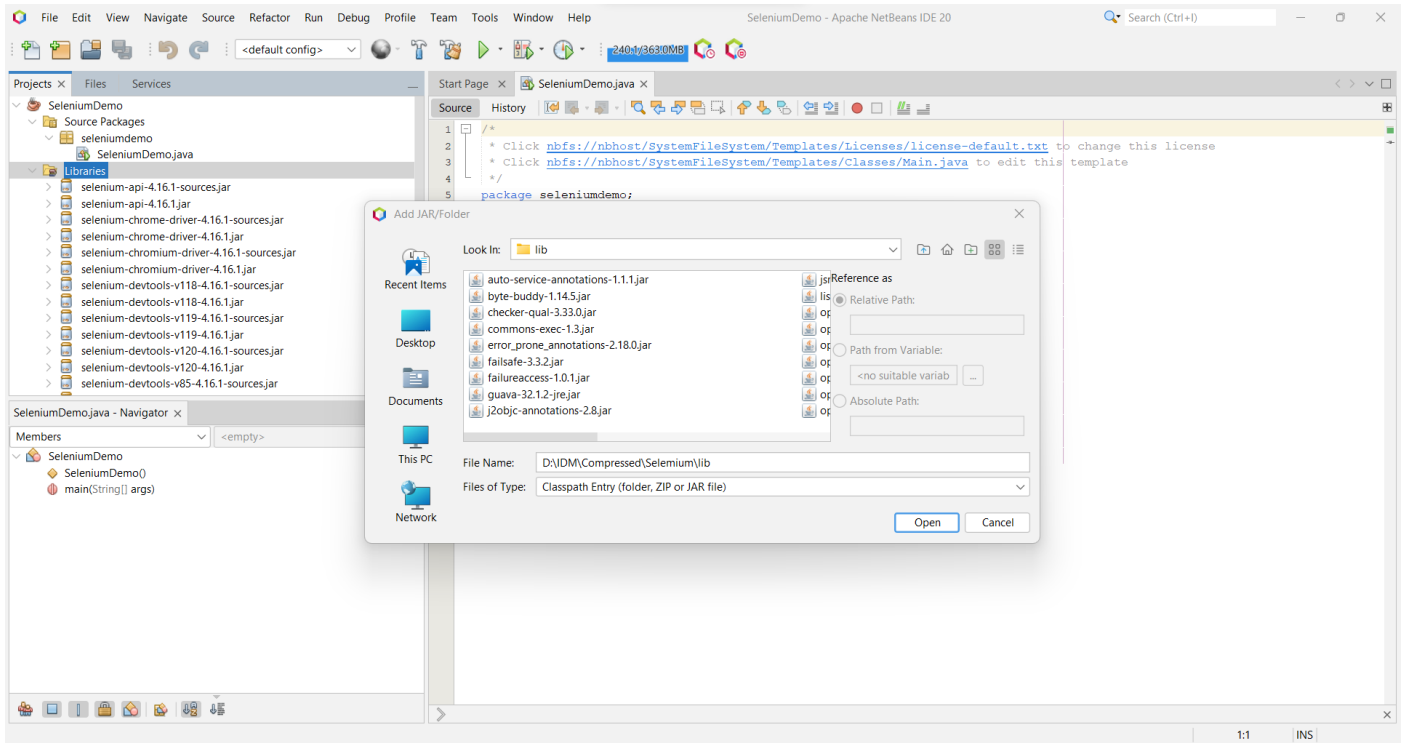 File Edit View Navigate Source Refactor Run Debug Profile Team Tools Window Help
SeleniumDemo - Apache NetBeans IDE 20
Search (Ctrl+I)
<default config>
240.1/363.0MB
Projects Files Services
SeleniumDemo
Source Packages
seleniumdemo
SeleniumDemo.java
Libraries
selenium-api-4.16.1-sources.jar
selenium-api-4.16.1.jar
selenium-chrome-driver-4.16.1-sources.jar
selenium-chrome-driver-4.16.1.jar
selenium-chromium-driver-4.16.1-sources.jar
selenium-chromium-driver-4.16.1.jar
selenium-devtools-v118-4.16.1-sources.jar
selenium-devtools-v118-4.16.1.jar
selenium-devtools-v119-4.16.1-sources.jar
selenium-devtools-v119-4.16.1.jar
selenium-devtools-v120-4.16.1-sources.jar
selenium-devtools-v120-4.16.1.jar
selenium-devtools-v85-4.16.1-sources.jar
SeleniumDemo.java - Navigator
Members
<empty>
SeleniumDemo
SeleniumDemo()
main(String[] args)
Start Page SeleniumDemo.java
Source History
1 /*
2 * Click nbfs://nbhost/SystemFileSystem/Templates/Licenses/license-default.txt to change this license
3 * Click nbfs://nbhost/SystemFileSystem/Templates/Classes/Main.java to edit this template
4 */
5 package seleniumdemo;
Add JAR/Folder
Look In: lib
Recent Items
Desktop
Documents
This PC
Network
auto-service-annotations-1.1.1.jar
byte-buddy-1.14.5.jar
checker-qual-3.33.0.jar
commons-exec-1.3.jar
error_prone_annotations-2.18.0.jar
failsafe-3.3.2.jar
failureaccess-1.0.1.jar
guava-32.1.2-jre.jar
j2objc-annotations-2.8.jar
Reference as
Relative Path:
Path from Variable:
<no suitable variab
...
Absolute Path:
File Name: D:\IDM\Compressed\Selemium\lib
Files of Type: Classpath Entry (folder, ZIP or JAR file)
Open Cancel
1:1 INS